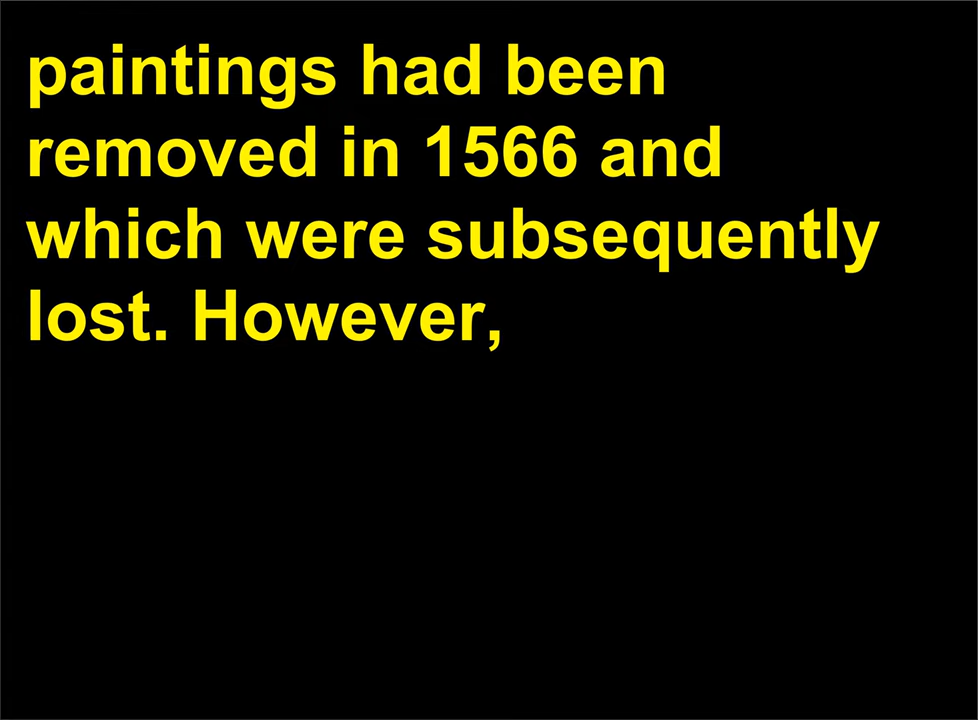 paintings had been
removed in 1566 and
which were subsequently
lost. However,